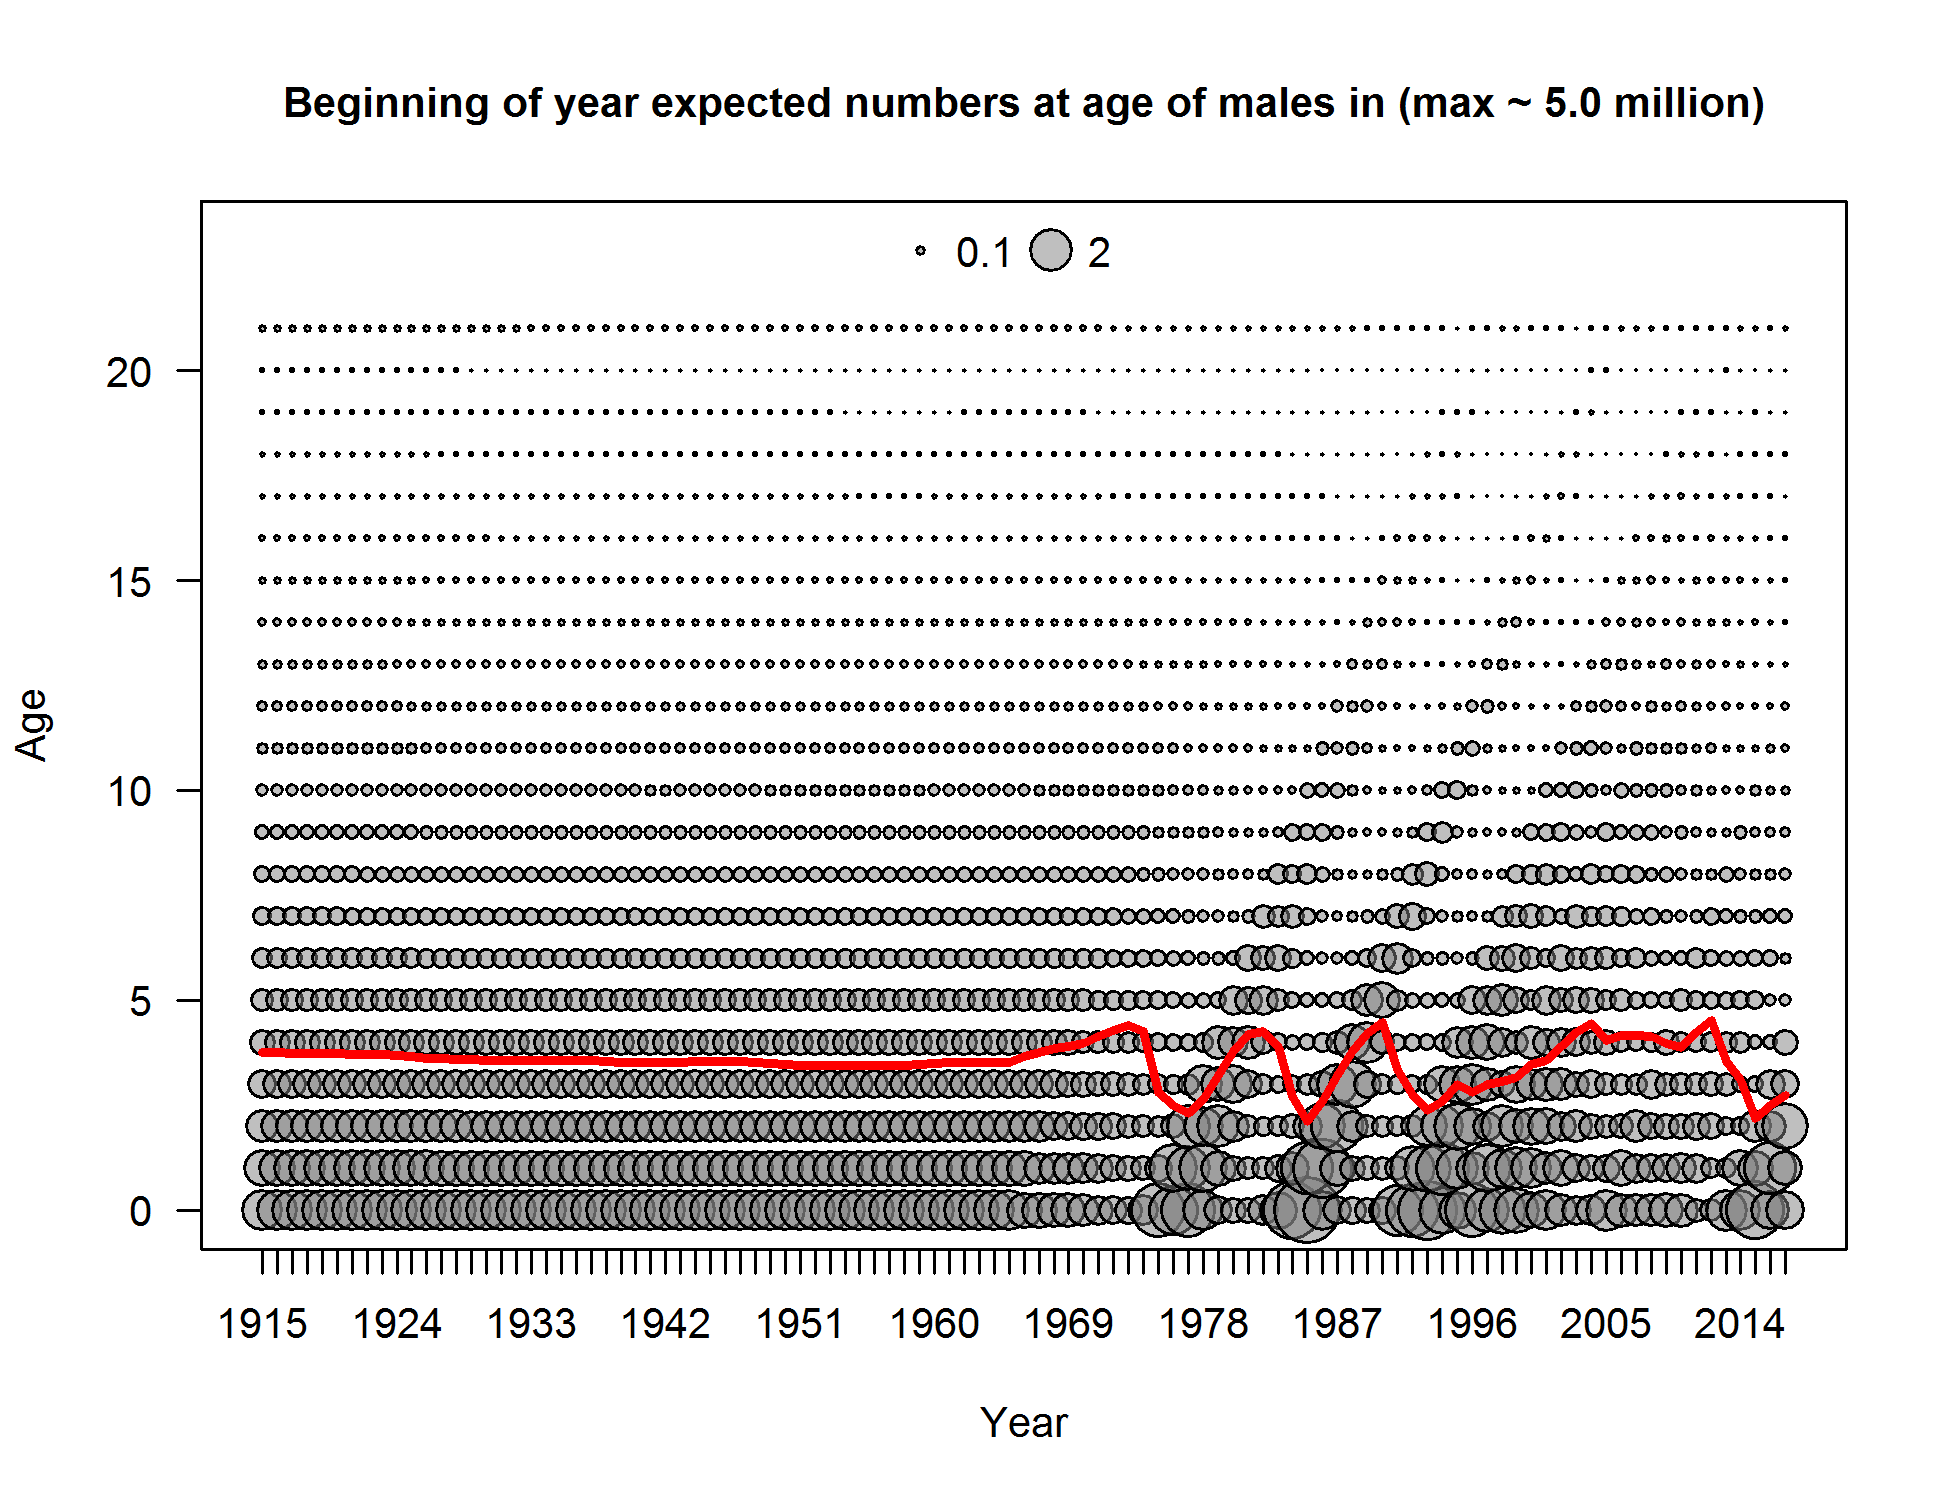 Beginning of year expected numbers at age of males in (max ~ 5.0 million)
0.1 2
20
15
10
5
0
Age
1915 1924 1933 1942 1951 1960 1969 1978 1987 1996 2005 2014
Year